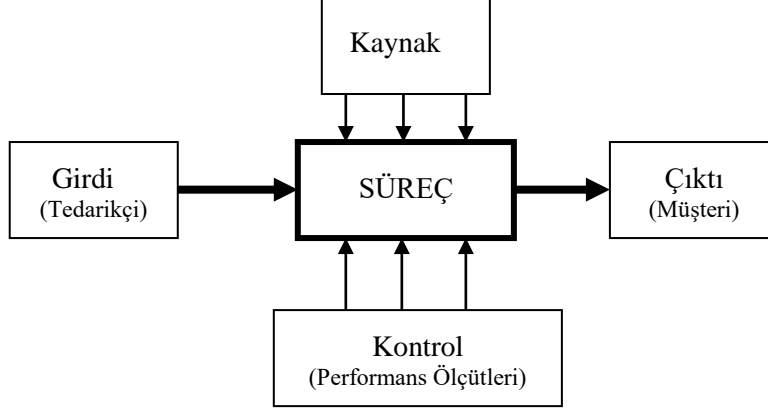 Kaynak
Girdi
(Tedarikçi)
SÜREÇ
Çıktı
(Müşteri)
Kontrol
(Performans Ölçütleri)